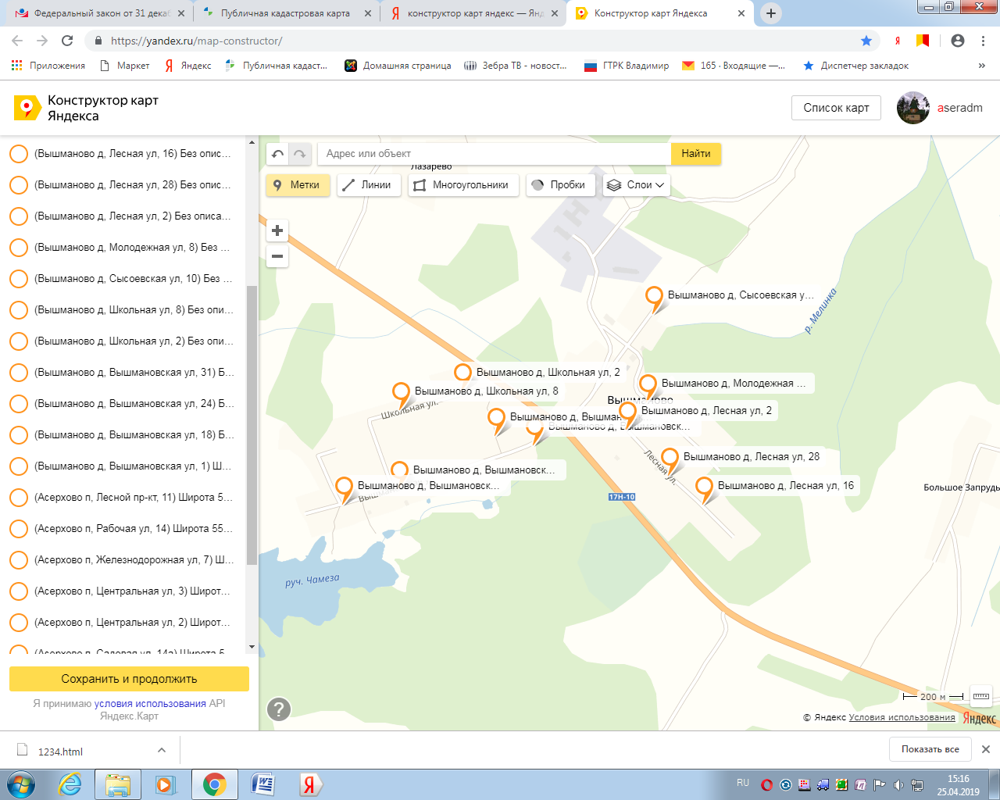 Федеральный закон от 31 дека
Публичная кадастровая карта
конструктор карт яндекс — Янд
Конструктор карт Яндекса
https://yandex.ru/map-constructor/
Приложения
Маркет
Яндекс
Публичная кадаст...
Домашняя страница
Зебра ТВ - новост...
ГТРК Владимир
165 · Входящие —...
Диспетчер закладок
»
Конструктор карт
Яндекса
Список карт
aseradm
(Вышманово д, Лесная ул, 16) Без опис...
(Вышманово д, Лесная ул, 28) Без опис...
(Вышманово д, Лесная ул, 2) Без описа...
(Вышманово д, Молодежная ул, 8) Без ...
(Вышманово д, Сысоевская ул, 10) Без ...
(Вышманово д, Школьная ул, 8) Без опи...
(Вышманово д, Школьная ул, 2) Без опи...
(Вышманово д, Вышмановская ул, 31) Б...
(Вышманово д, Вышмановская ул, 24) Б...
(Вышманово д, Вышмановская ул, 18) Б...
(Вышманово д, Вышмановская ул, 1) Ш...
(Асерхово п, Лесной пр-кт, 11) Широта 5...
(Асерхово п, Рабочая ул, 14) Широта 55...
(Асерхово п, Железнодорожная ул, 7) Ш...
(Асерхово п, Центральная ул, 3) Широт...
(Асерхово п, Центральная ул, 2) Широт...
(Асерхово п, Садовая ул, 14а) Широта 5...
Сохранить и продолжить
Я принимаю условия использования API
Яндекс.Карт
Адрес или объект
Найти
Лазарево
Метки
Линии
Многоугольники
Пробки
Слои
Вышманово д, Сысоевская у...
р. Мелинка
Вышманово д, Школьная ул, 2
Вышманово д, Молодежная ...
Вышманово д, Школьная ул, 8
Вышманово
Школьная ул.
Вышманово д, Лесная ул, 2
Вышманово д, Вышман
Вышманово д, Вышмановск...
Лесная ул.
Вышманово д, Лесная ул, 28
Вышманово д, Вышмановск...
Вышманово д, Вышмановск...
Вышманово д, Лесная ул, 16
Большое Запрудь
17Н-10
руч. Чамеза
200 м
© Яндекс Условия использования
Яндекс
?
1234.html
Показать все
RU
15:16
25.04.2019